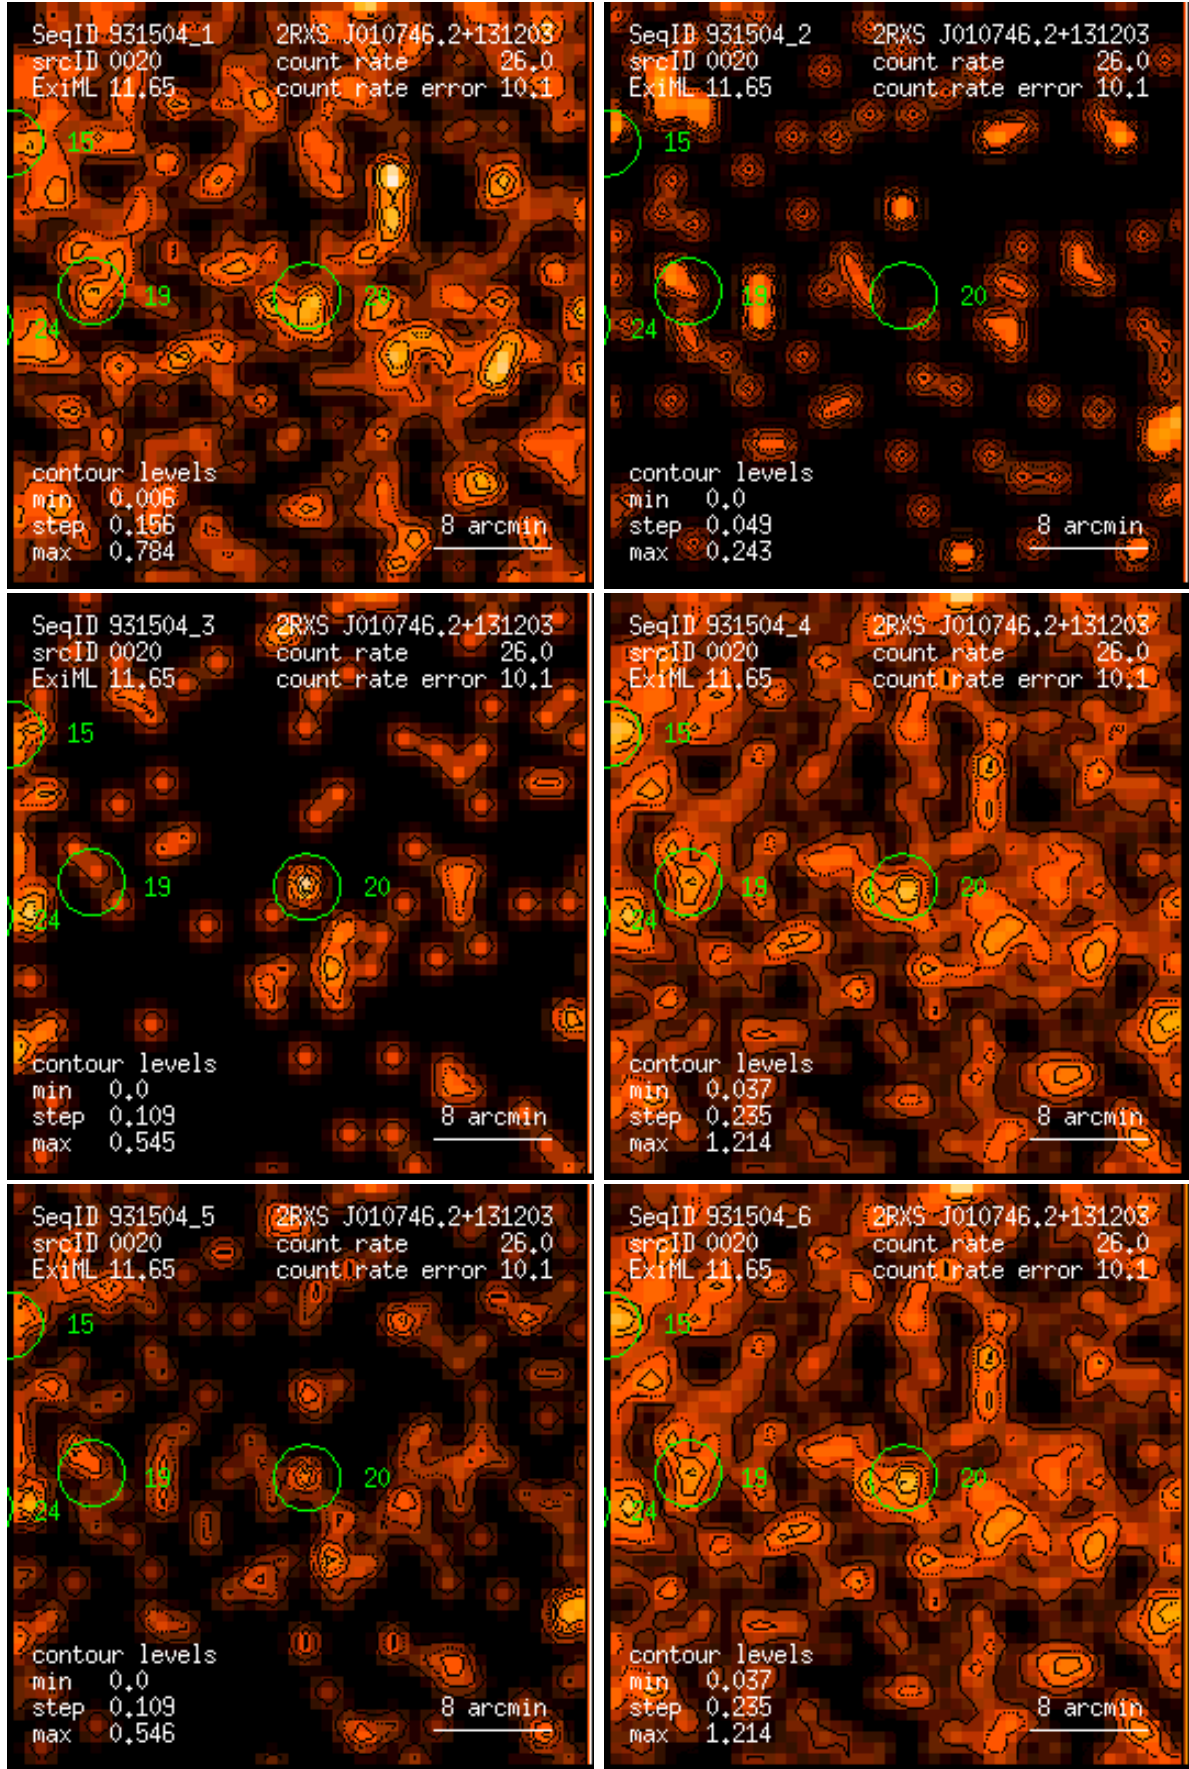 SeqID 931504_1 2RXS J010746.2+131203
srcID 0020 count rate 26.0
ExiML 11.65 count rate error 10.1
15
19
20
24
contour levels
min 0.006
step 0.156
max 0.784
8 arcmin
SeqID 931504_2 2RXS J010746.2+131203
srcID 0020 count rate 26.0
ExiML 11.65 count rate error 10.1
15
19
20
24
contour levels
min 0.0
step 0.049
max 0.243
8 arcmin
SeqID 931504_3 2RXS J010746.2+131203
srcID 0020 count rate 26.0
ExiML 11.65 count rate error 10.1
15
19
20
24
contour levels
min 0.0
step 0.109
max 0.545
8 arcmin
SeqID 931504_4 2RXS J010746.2+131203
srcID 0020 count rate 26.0
ExiML 11.65 count rate error 10.1
15
19
20
24
contour levels
min 0.037
step 0.235
max 1.214
8 arcmin
SeqID 931504_5 2RXS J010746.2+131203
srcID 0020 count rate 26.0
ExiML 11.65 count rate error 10.1
15
19
20
24
contour levels
min 0.0
step 0.109
max 0.546
8 arcmin
SeqID 931504_6 2RXS J010746.2+131203
srcID 0020 count rate 26.0
ExiML 11.65 count rate error 10.1
15
19
20
24
contour levels
min 0.037
step 0.235
max 1.214
8 arcmin